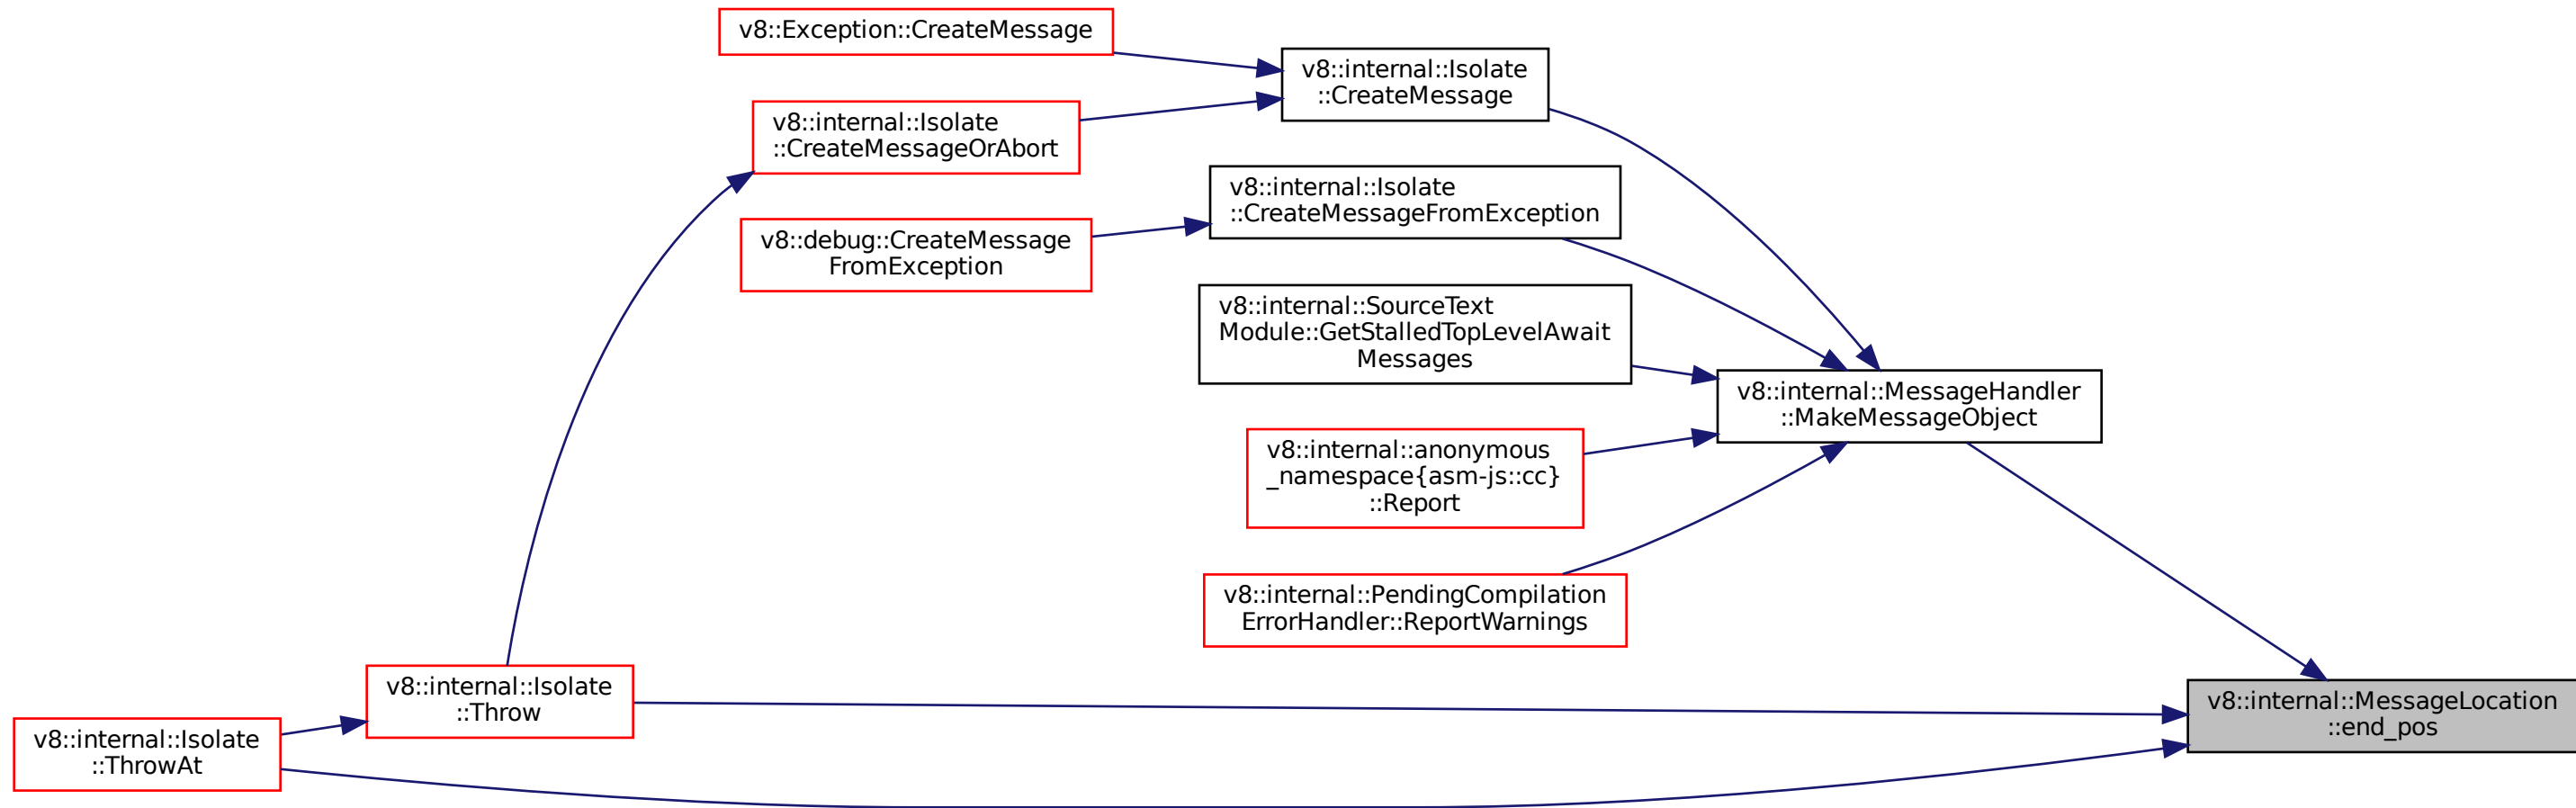 v8::Exception::CreateMessage
v8::internal::Isolate
::CreateMessage
v8::internal::Isolate
::CreateMessageOrAbort
v8::internal::Isolate
::CreateMessageFromException
v8::debug::CreateMessage
FromException
v8::internal::SourceText
Module::GetStalledTopLevelAwait
Messages
v8::internal::MessageHandler
::MakeMessageObject
v8::internal::anonymous
_namespace{asm-js::cc}
::Report
v8::internal::PendingCompilation
ErrorHandler::ReportWarnings
v8::internal::Isolate
::Throw
v8::internal::MessageLocation
::end_pos
v8::internal::Isolate
::ThrowAt